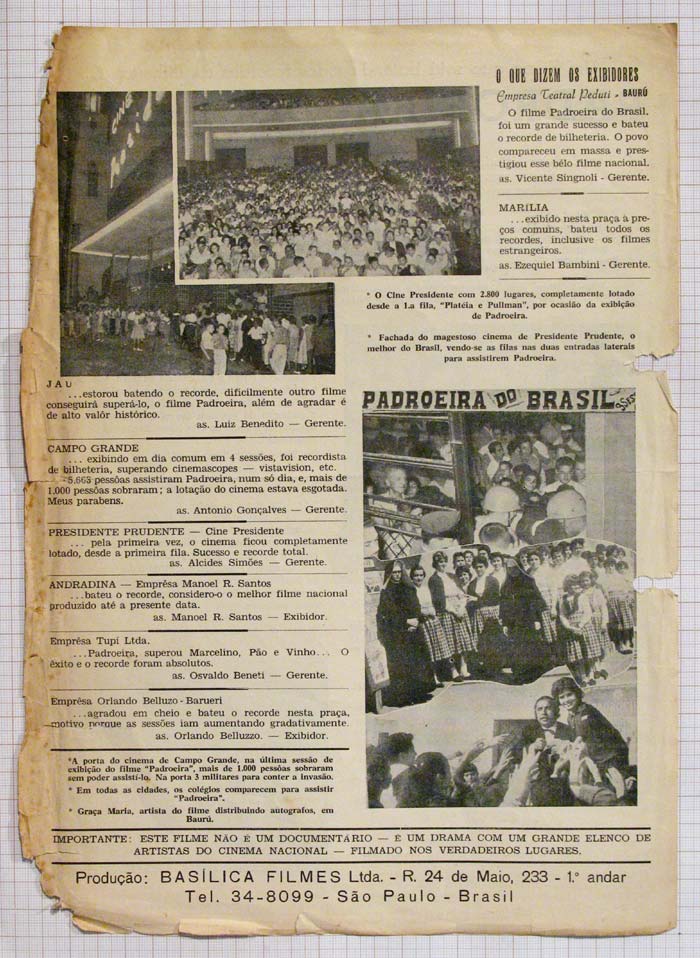 O QUE DIZEM OS EXIBIDORES
Empresa Teatral Peduti - BAURÚ
O filme Padroeira do Brasil,
foi um grande sucesso e bateu
o recorde de bilheteria. O povo
compareceu em massa e pres-
tigiou esse bélo filme nacional.
as. Vicente Singnoli - Gerente.
MARÍLIA
...exibido nesta praça a pre-
ços comuns, bateu todos os
recordes, inclusive os filmes
estrangeiros.
as. Ezequiel Bambini - Gerente.
* O Cine Presidente com 2.800 lugares, completamente lotado
desde a 1.a fila, "Platéia e Pullman", por ocasião da exibição
de Padroeira.
* Fachada do magestoso cinema de Presidente Prudente, o
melhor do Brasil, vendo-se as filas nas duas entradas laterais
para assistirem Padroeira.
JAU
...estorou batendo o recorde, dificilmente outro filme
conseguirá superá-lo, o filme Padroeira, além de agradar é
de alto valôr histórico.
as. Luiz Benedito — Gerente.
CAMPO GRANDE
... exibindo em dia comum em 4 sessões, foi recordista
de bilheteria, superando cinemascopes — vistavision, etc.
- 5.663 pessôas assistiram Padroeira, num só dia, e, mais de
1.000 pessôas sobraram; a lotação do cinema estava esgotada.
Meus parabens.
as. Antonio Gonçalves — Gerente.
PRESIDENTE PRUDENTE — Cine Presidente
... pela primeira vez, o cinema ficou completamente
lotado, desde a primeira fila. Sucesso e recorde total.
as. Alcides Simões — Gerente.
ANDRADINA — Emprêsa Manoel R. Santos
...bateu o recorde, considero-o o melhor filme nacional
produzido até a presente data.
as. Manoel R. Santos — Exibidor.
Emprêsa Tupi Ltda.
...Padroeira, superou Marcelino, Pão e Vinho... O
êxito e o recorde foram absolutos.
as. Osvaldo Beneti — Gerente.
Emprêsa Orlando Belluzo - Barueri
...agradou em cheio e bateu o recorde nesta praça,
motivo porque as sessões iam aumentando gradativamente.
as. Orlando Belluzzo. — Exibidor.
*A porta do cinema de Campo Grande, na última sessão de
exibição do filme "Padroeira", mais de 1.000 pessôas sobraram
sem poder assistí-lo. Na porta 3 militares para conter a invasão.
* Em todas as cidades, os colégios comparecem para assistir
"Padroeira".
* Graça Maria, artista do filme distribuindo autografos, em
Baurú.
PADROEIRA DO BRASIL
IMPORTANTE: ESTE FILME NÃO É UM DOCUMENTÁRIO — É UM DRAMA COM UM GRANDE ELENCO DE
ARTISTAS DO CINEMA NACIONAL — FILMADO NOS VERDADEIROS LUGARES.
Produção: BASÍLICA FILMES Ltda. - R. 24 de Maio, 233 - 1.º andar
Tel. 34-8099 - São Paulo - Brasil